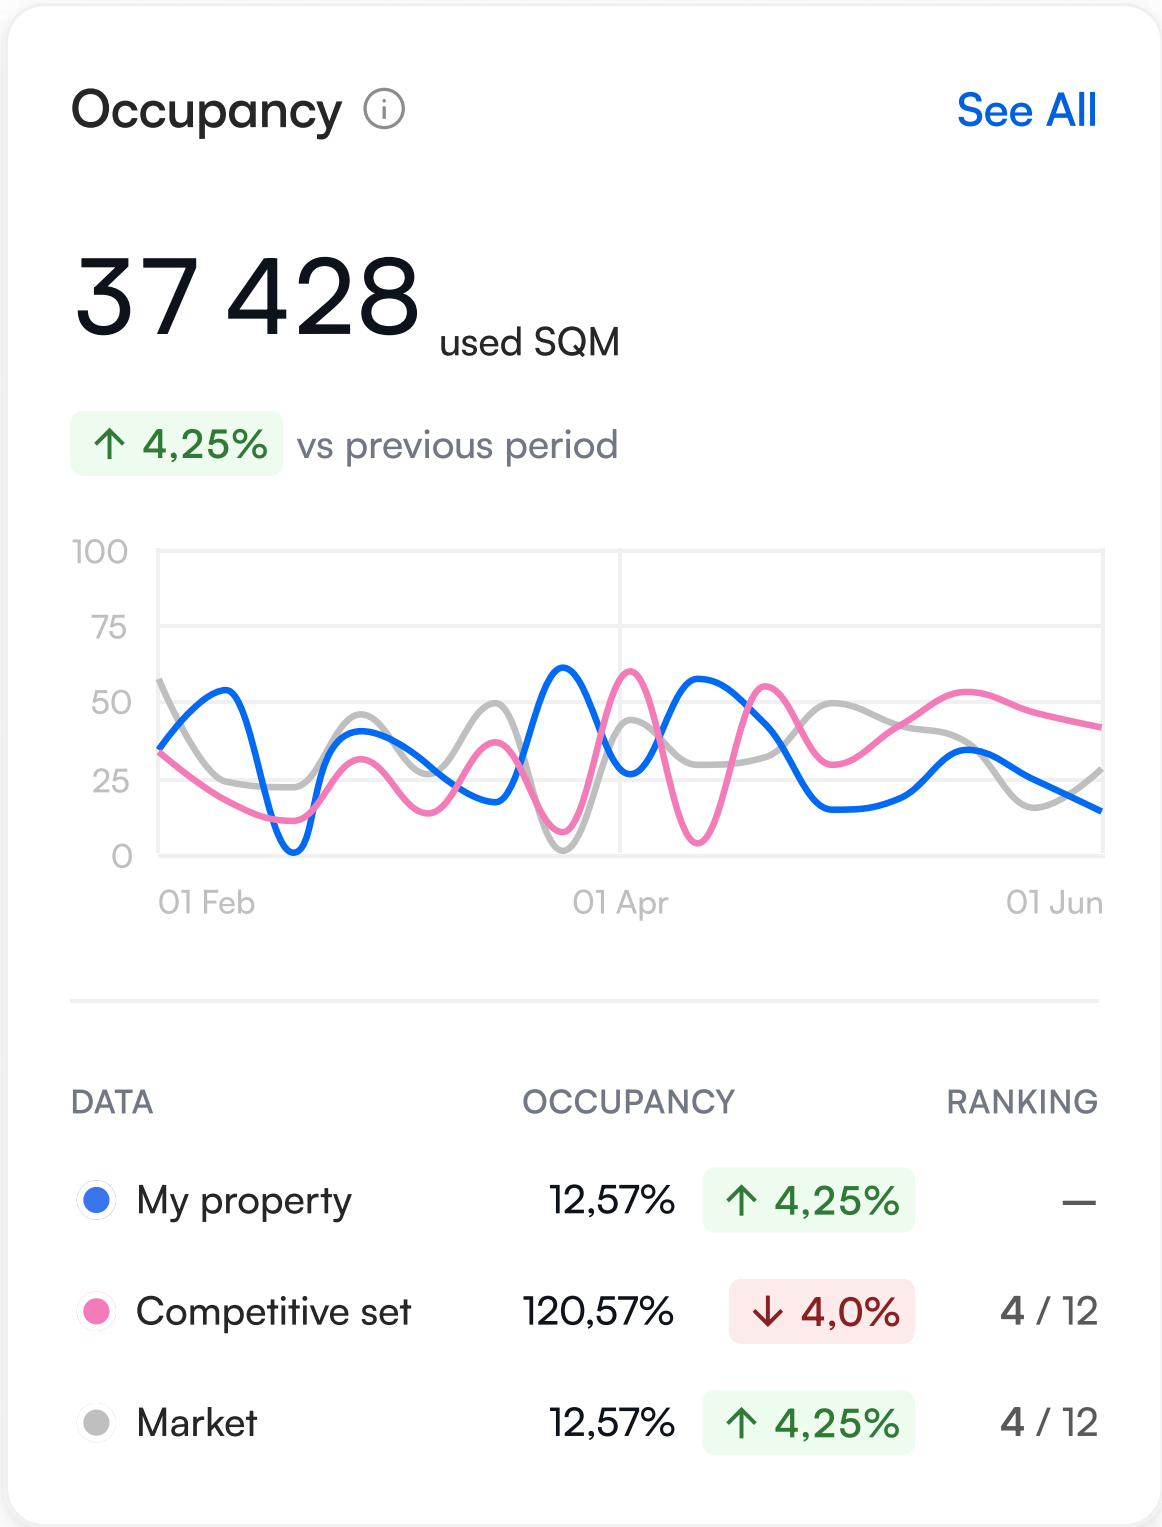 Occupancy i See All
37 428 used SQM
↑ 4,25% vs previous period
100
75
50
25
0
01 Feb 01 Apr 01 Jun
DATA OCCUPANCY RANKING
My property 12,57% ↑ 4,25% —
Competitive set 120,57% ↓ 4,0% 4 / 12
Market 12,57% ↑ 4,25% 4 / 12